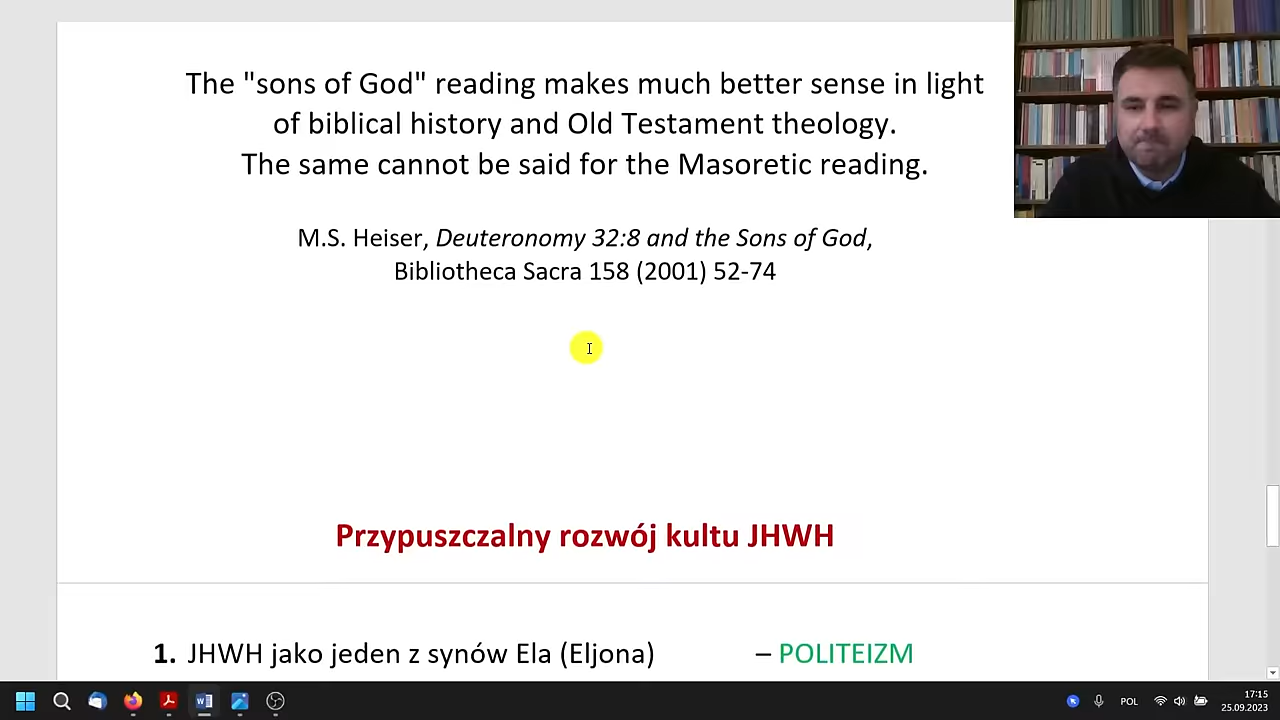 The "sons of God" reading makes much better sense in light
of biblical history and Old Testament theology.
The same cannot be said for the Masoretic reading.
M.S. Heiser, Deuteronomy 32:8 and the Sons of God,
Bibliotheca Sacra 158 (2001) 52-74
Przypuszczalny rozwój kultu JHWH
1. JHWH jako jeden z synów Ela (Eljona) – POLITEIZM
POL
17:15
25.09.2023